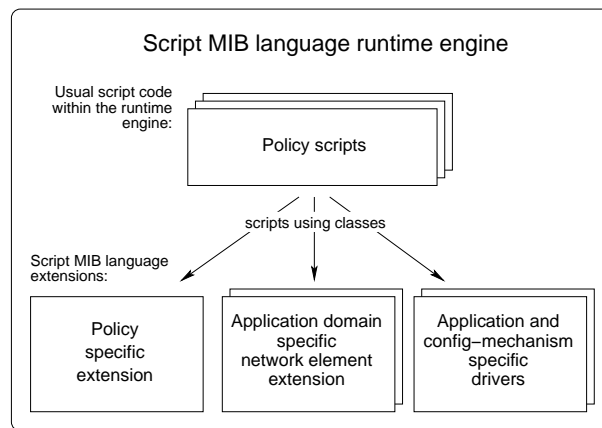 Script MIB language runtime engine
Usual script code
within the runtime
engine:
Policy scripts
scripts using classes
Script MIB language
extensions:
Policy
specific
extension
Application domain
specific
network element
extension
Application and
config−mechanism
specific
drivers